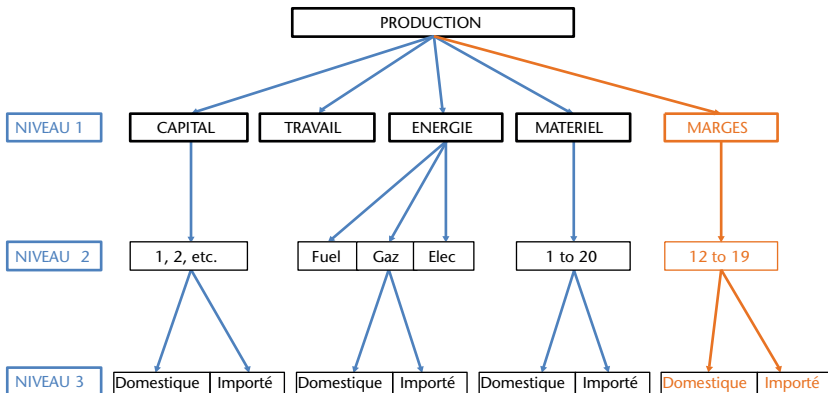 PRODUCTION
NIVEAU 1 CAPITAL TRAVAIL ENERGIE MATERIEL MARGES
NIVEAU 2 1, 2, etc. Fuel Gaz Elec 1 to 20 12 to 19
NIVEAU 3 Domestique Importé Domestique Importé Domestique Importé Domestique Importé